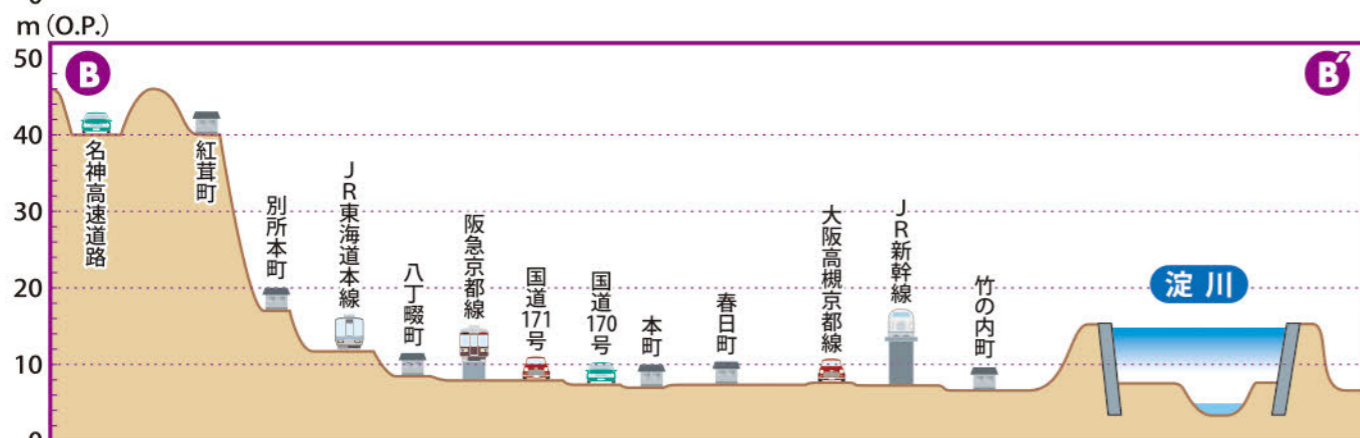 0
m (O.P.)
50
40
30
20
10
0
B
B´
名神高速道路
紅茸町
別所本町
JR東海道本線
八丁畷町
阪急京都線
国道171号
国道170号
本町
春日町
大阪高槻京都線
JR新幹線
竹の内町
淀川